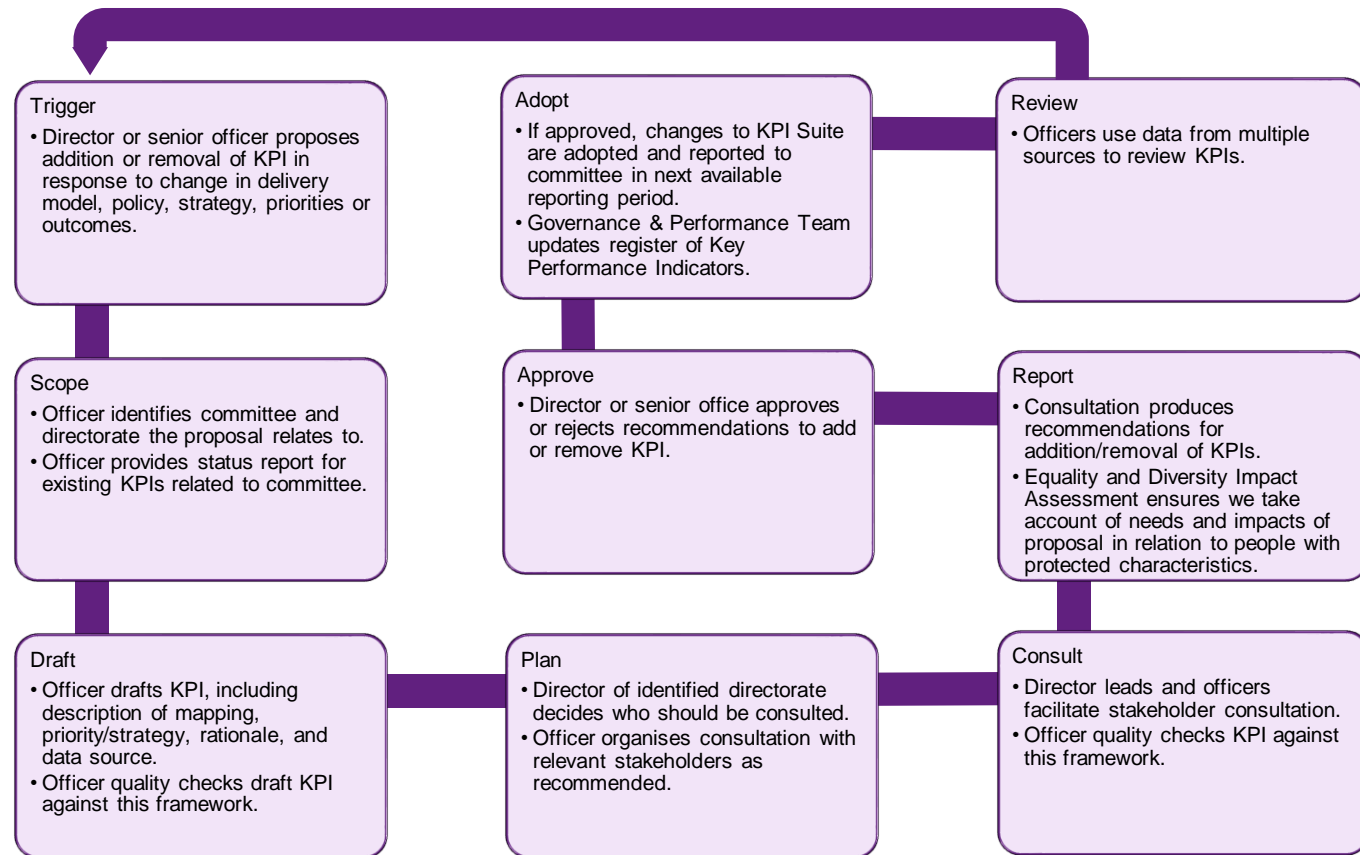 Trigger
• Director or senior officer proposes
addition or removal of KPI in
response to change in delivery
model, policy, strategy, priorities or
outcomes.
Scope
• Officer identifies committee and
directorate the proposal relates to.
• Officer provides status report for
existing KPIs related to committee.
Draft
• Officer drafts KPI, including
description of mapping,
priority/strategy, rationale, and
data source.
• Officer quality checks draft KPI
against this framework.
Plan
• Director of identified directorate
decides who should be consulted.
• Officer organises consultation with
relevant stakeholders as
recommended.
Consult
• Director leads and officers
facilitate stakeholder consultation.
• Officer quality checks KPI against
this framework.
Report
• Consultation produces
recommendations for
addition/removal of KPIs.
• Equality and Diversity Impact
Assessment ensures we take
account of needs and impacts of
proposal in relation to people with
protected characteristics.
Approve
• Director or senior office approves
or rejects recommendations to add
or remove KPI.
Adopt
• If approved, changes to KPI Suite
are adopted and reported to
committee in next available
reporting period.
• Governance & Performance Team
updates register of Key
Performance Indicators.
Review
• Officers use data from multiple
sources to review KPIs.